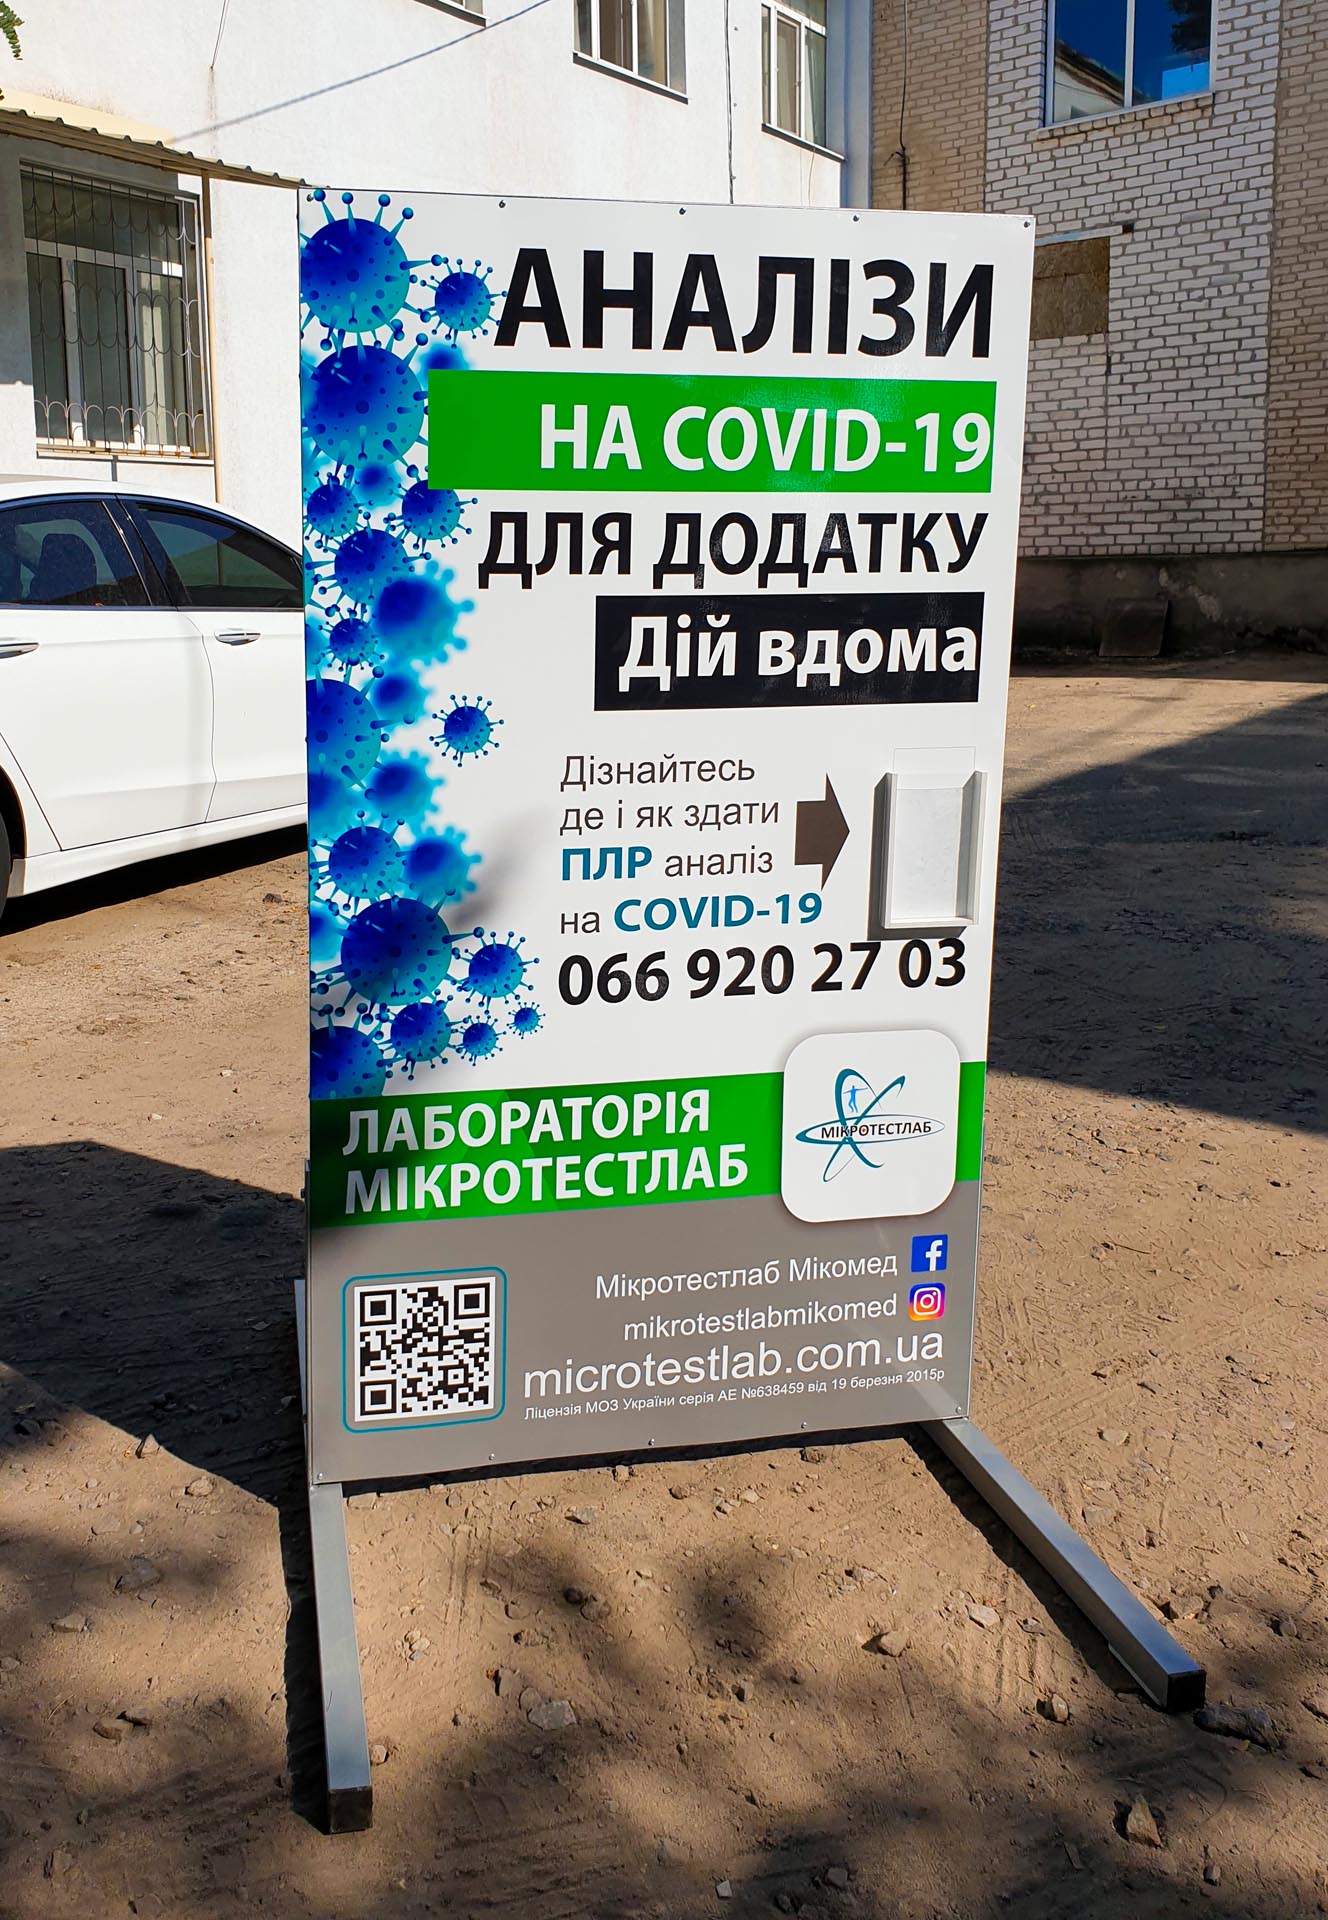 АНАЛІЗИ
НА COVID-19
ДЛЯ ДОДАТКУ
Дій вдома
Дізнайтесь
де і як здати
ПЛР аналіз
на COVID-19
066 920 27 03
ЛАБОРАТОРІЯ
МІКРОТЕСТЛАБ
МІКРОТЕСТЛАБ
Мікротестлаб Мікомед
mikrotestlabmikomed
microtestlab.com.ua
Ліцензія МОЗ України серія АЕ №638459 від 19 березня 2015р